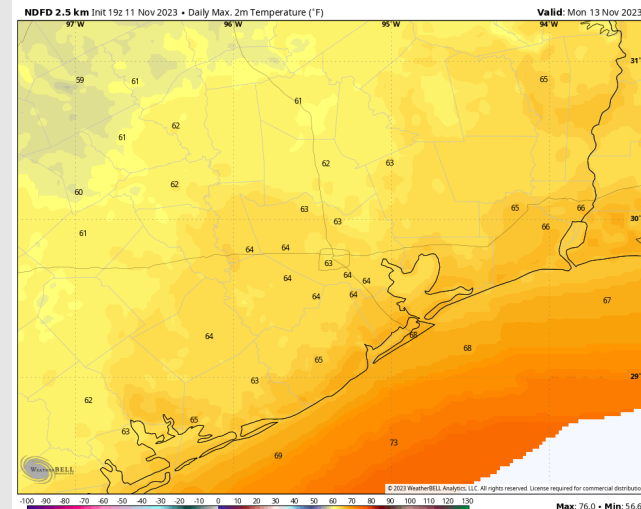 NDFD 2.5 km Init 19z 11 Nov 2023 • Daily Max. 2m Temperature (°F) Valid: Mon 13 Nov 2023
97°W 96°W 95°W 94°W
31°
59 61 65
61
62
61
62 63
62
60
63 65 66
63 30°
61 66
64 64
63
64 64 64
64 64 67
64 68
68
65
63 29°
62
65
63
73
69
WeatherBELL
© 2023 WeatherBELL Analytics, LLC. All rights reserved. License required for commercial distributio
-100 -90 -80 -70 -60 -50 -40 -30 -20 -10 0 10 20 30 40 50 60 70 80 90 100 110 120 130
Max: 76.0 • Min: 56.6